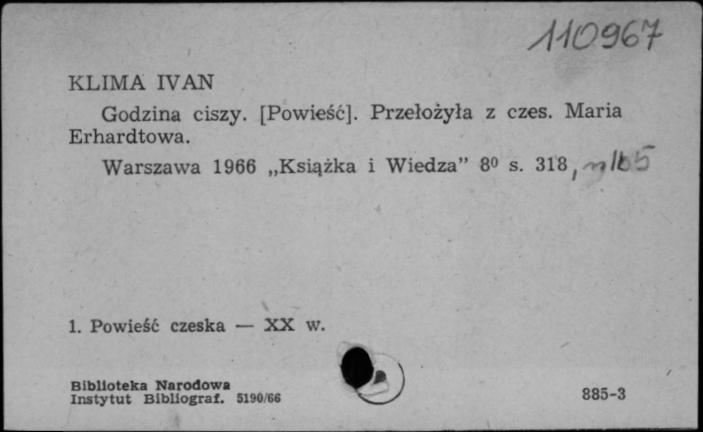 110967
KLIMA IVAN
Godzina ciszy. [Powieść]. Przełożyła z czes. Maria
Erhardtowa.
Warszawa 1966 „Książka i Wiedza” 8⁰ s. 318,
1. Powieść czeska — XX w.
Biblioteka Narodowa
Instytut Bibliograf. 5190/66
885-3